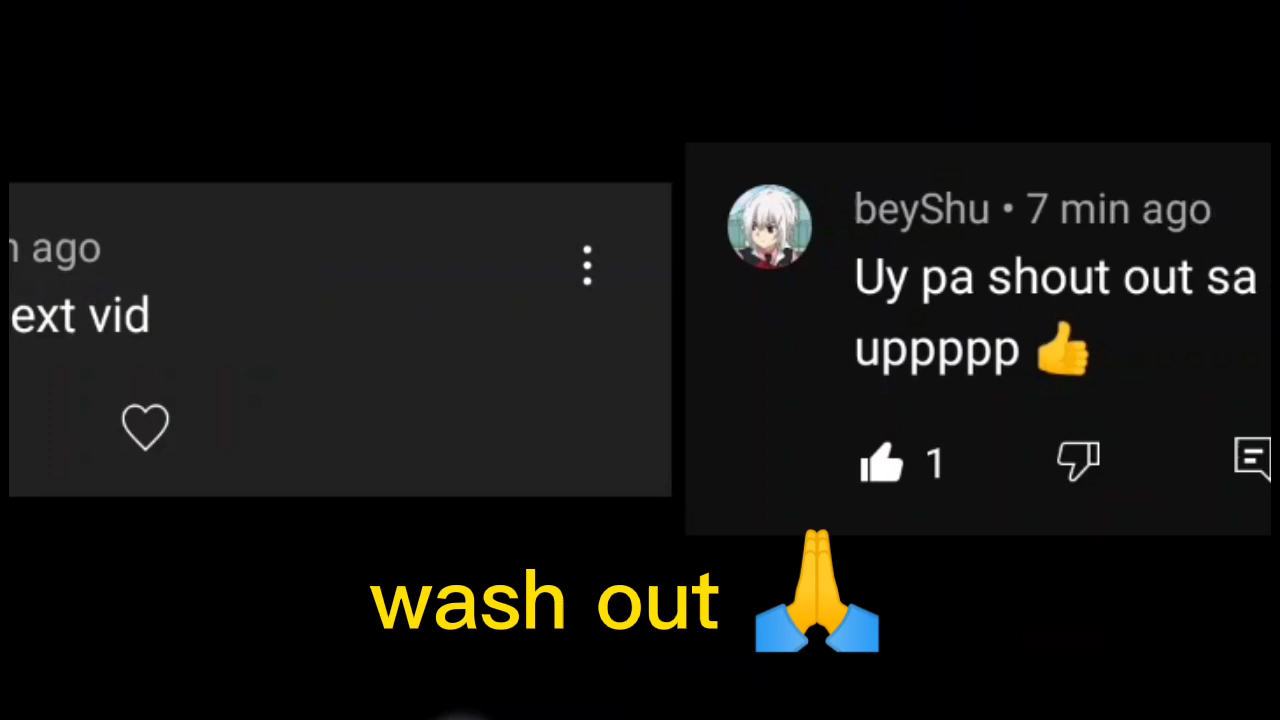 ago
ext vid
beyShu • 7 min ago
Uy pa shout out sa
uppppp 👍
1
wash out 🙏